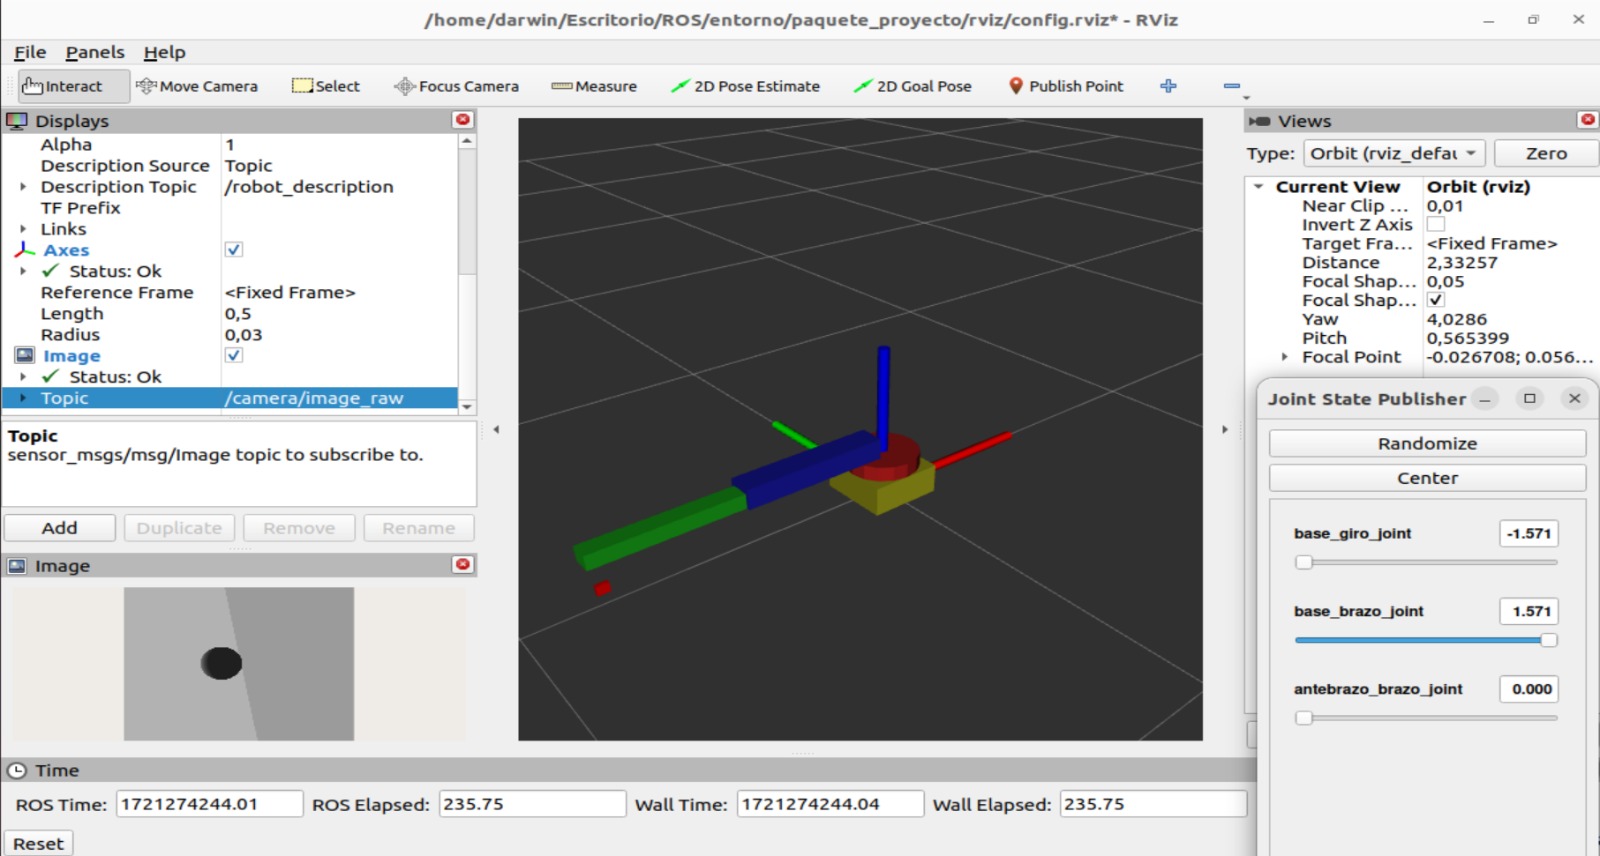 /home/darwin/Escritorio/ROS/entorno/paquete_proyecto/rviz/config.rviz* - RViz
File Panels Help
Interact Move Camera Select Focus Camera Measure 2D Pose Estimate 2D Goal Pose Publish Point
Displays
Alpha 1
Description Source Topic
Description Topic /robot_description
TF Prefix
Links
Axes
Status: Ok
Reference Frame <Fixed Frame>
Length 0,5
Radius 0,03
Image
Status: Ok
Topic /camera/image_raw
Topic
sensor_msgs/msg/Image topic to subscribe to.
Add Duplicate Remove Rename
Image
Views
Type: Orbit (rviz_defau Zero
Current View Orbit (rviz)
Near Clip ... 0,01
Invert Z Axis
Target Fra... <Fixed Frame>
Distance 2,33257
Focal Shap... 0,05
Focal Shap...
Yaw 4,0286
Pitch 0,565399
Focal Point -0.026708; 0.056...
Joint State Publisher
Randomize
Center
base_giro_joint -1.571
base_brazo_joint 1.571
antebrazo_brazo_joint 0.000
Time
ROS Time: 1721274244.01 ROS Elapsed: 235.75 Wall Time: 1721274244.04 Wall Elapsed: 235.75
Reset